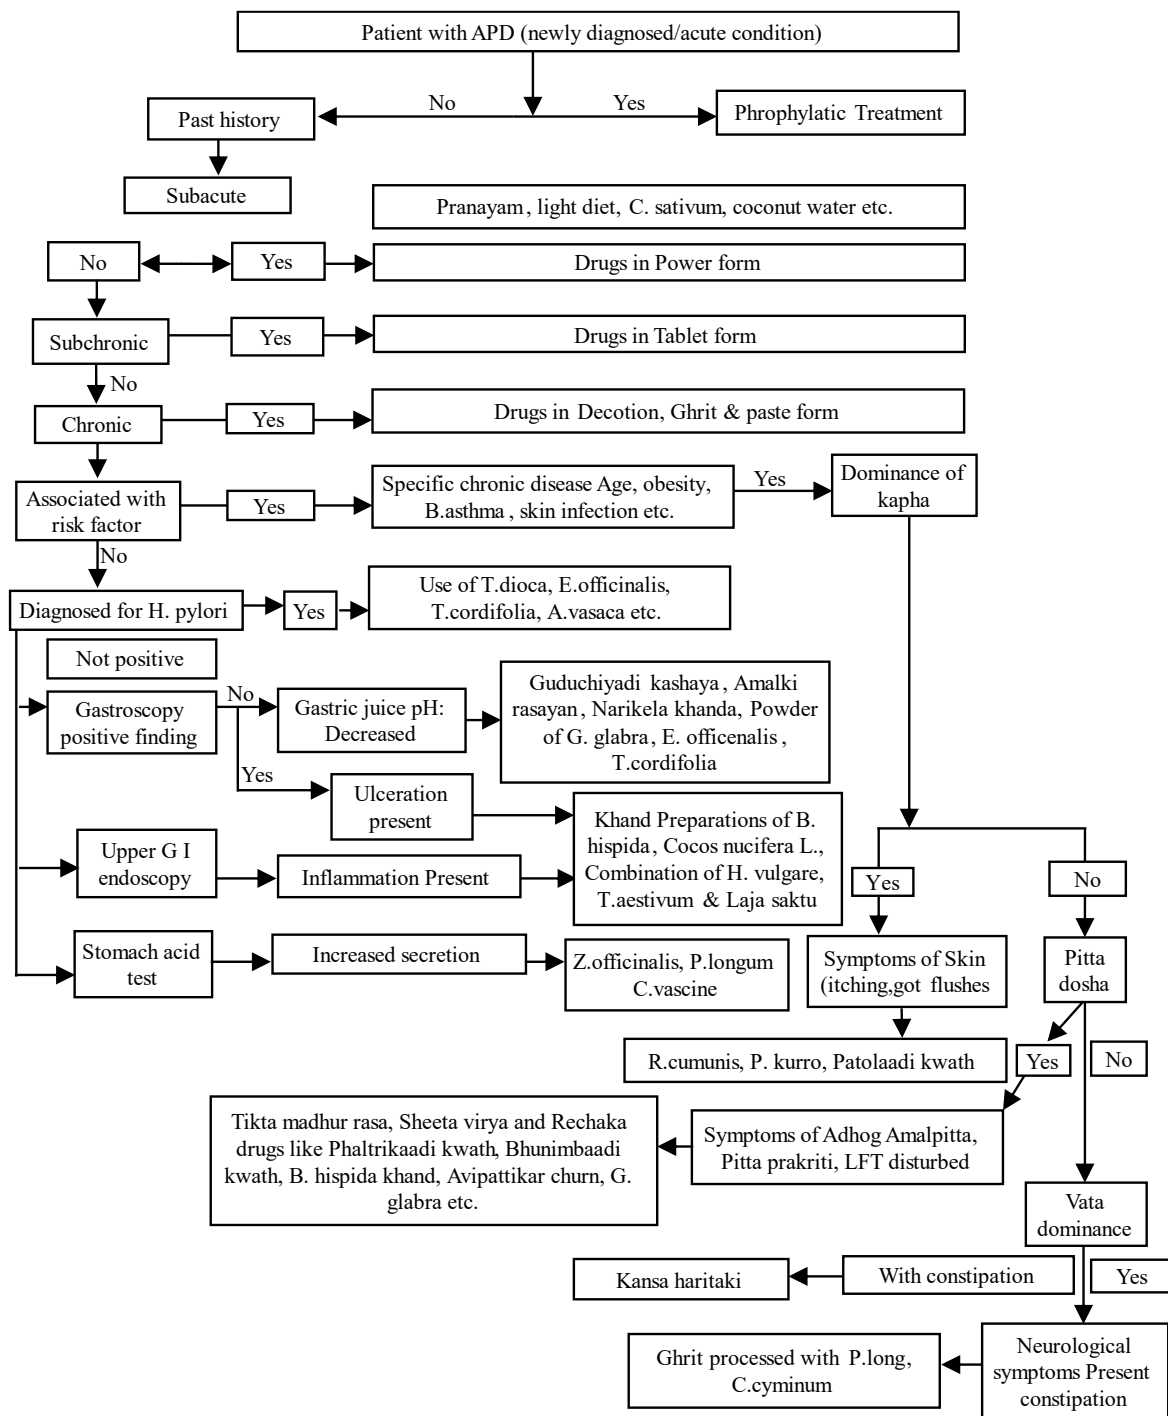 Patient with APD (newly diagnosed/acute condition)
No
Yes
Past history
Phrophylatic Treatment
Subacute
Pranayam, light diet, C. sativum, coconut water etc.
No
Yes
Drugs in Power form
Subchronic
Yes
Drugs in Tablet form
No
Chronic
Yes
Drugs in Decotion, Ghrit & paste form
Associated with
risk factor
Yes
Specific chronic disease Age, obesity,
B.asthma, skin infection etc.
Yes
Dominance of
kapha
No
Diagnosed for H. pylori
Yes
Use of T.dioca, E.officinalis,
T.cordifolia, A.vasaca etc.
Not positive
Gastroscopy
positive finding
No
Gastric juice pH:
Decreased
Guduchiyadi kashaya, Amalki
rasayan, Narikela khanda, Powder
of G. glabra, E. officenalis,
T.cordifolia
Yes
Ulceration
present
Khand Preparations of B.
hispida, Cocos nucifera L.,
Combination of H. vulgare,
T.aestivum & Laja saktu
Upper G I
endoscopy
Inflammation Present
Yes
No
Stomach acid
test
Increased secretion
Z.officinalis, P.longum
C.vascine
Symptoms of Skin
(itching,got flushes
Pitta
dosha
R.cumunis, P. kurro, Patolaadi kwath
Yes
No
Tikta madhur rasa, Sheeta virya and Rechaka
drugs like Phaltrikaadi kwath, Bhunimbaadi
kwath, B. hispida khand, Avipattikar churn, G.
glabra etc.
Symptoms of Adhog Amalpitta,
Pitta prakriti, LFT disturbed
Vata
dominance
Kansa haritaki
With constipation
Yes
Ghrit processed with P.long,
C.cyminum
Neurological
symptoms Present
constipation